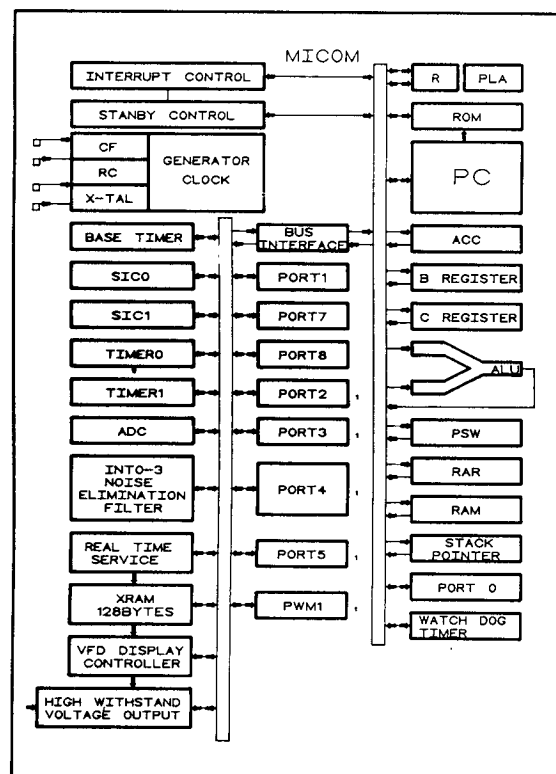 MICOM
INTERRUPT CONTROL
STANBY CONTROL
CF
RC
X-TAL
GENERATOR
CLOCK
BASE TIMER
SIC0
SIC1
TIMER0
TIMER1
ADC
INTO-3
NOISE
ELIMINATION
FILTER
REAL TIME
SERVICE
XRAM
128BYTES
VFD DISPLAY
CONTROLLER
HIGH WITHSTAND
VOLTAGE OUTPUT
BUS
INTERFACE
PORT1
PORT7
PORT8
PORT2
PORT3
PORT4
PORT5
PWM1
R
PLA
ROM
PC
ACC
B REGISTER
C REGISTER
ALU
PSW
RAR
RAM
STACK
POINTER
PORT 0
WATCH DOG
TIMER